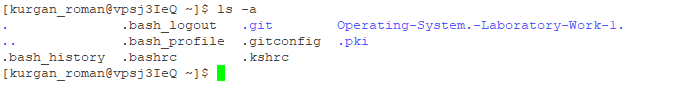 [kurgan_roman@vpsj3IeQ ~]$ ls -a
. .bash_logout .git Operating-System.-Laboratory-Work-1.
.. .bash_profile .gitconfig .pki
.bash_history .bashrc .kshrc
[kurgan_roman@vpsj3IeQ ~]$